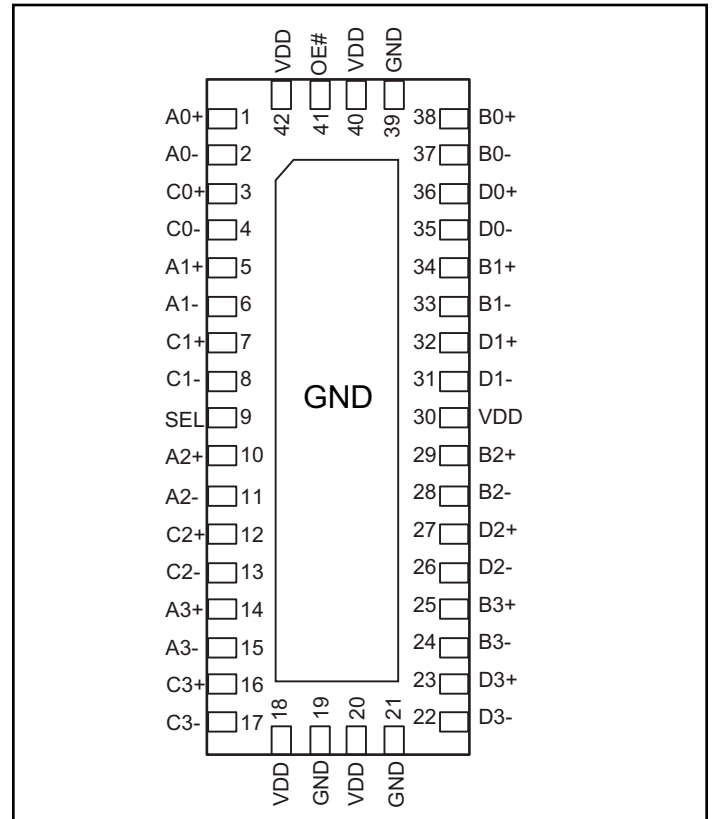 VDD OE# VDD GND
42 41 40 39
A0+ 1 38 B0+
A0- 2 37 B0-
C0+ 3 36 D0+
C0- 4 35 D0-
A1+ 5 34 B1+
A1- 6 33 B1-
C1+ 7 32 D1+
C1- 8 31 D1-
GND
SEL 9 30 VDD
A2+ 10 29 B2+
A2- 11 28 B2-
C2+ 12 27 D2+
C2- 13 26 D2-
A3+ 14 25 B3+
A3- 15 24 B3-
C3+ 16 23 D3+
C3- 17 22 D3-
18 19 20 21
VDD GND VDD GND